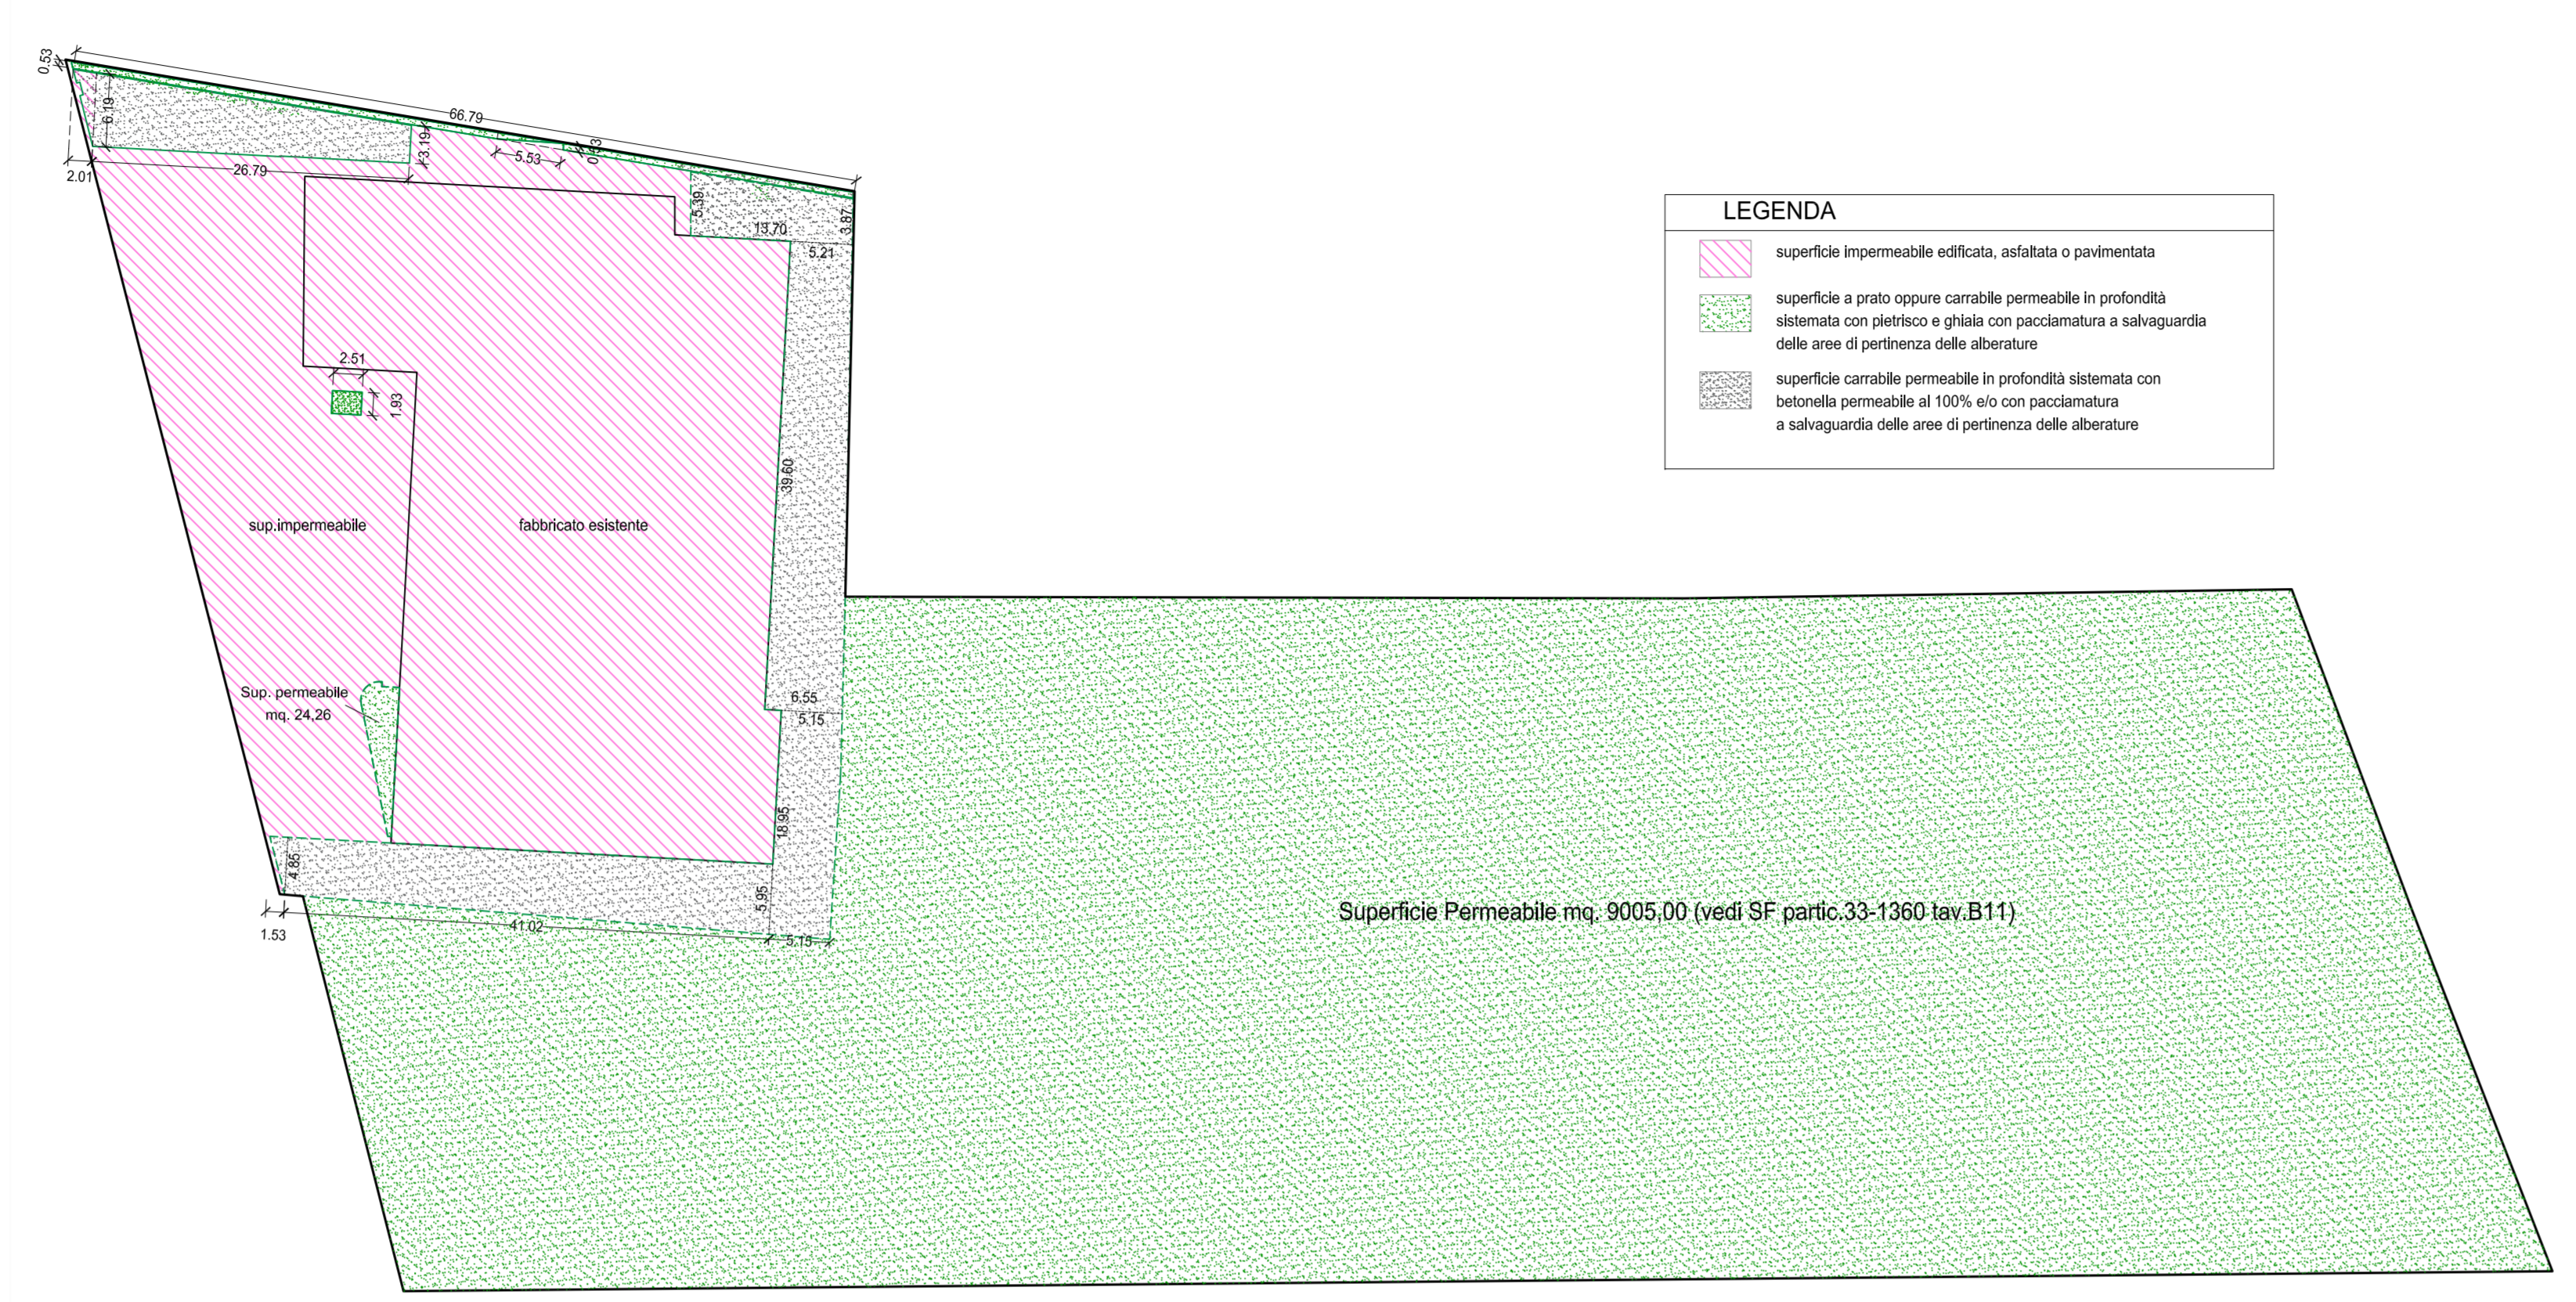 0.53
66.79
6.19
3.19
5.53
0.53
2.01
26.79
5.39
3.87
13.70
5.21
LEGENDA
superficie impermeabile edificata, asfaltata o pavimentata
superficie a prato oppure carrabile permeabile in profondità
sistemata con pietrisco e ghiaia con pacciamatura a salvaguardia
delle aree di pertinenza delle alberature
superficie carrabile permeabile in profondità sistemata con
betonella permeabile al 100% e/o con pacciamatura
a salvaguardia delle aree di pertinenza delle alberature
2.51
1.93
39.60
sup.impermeabile
fabbricato esistente
Sup. permeabile
mq. 24,26
6.55
5.15
18.95
4.85
5.95
1.53
41.02
5.15
Superficie Permeabile mq. 9005,00 (vedi SF partic.33-1360 tav.B11)